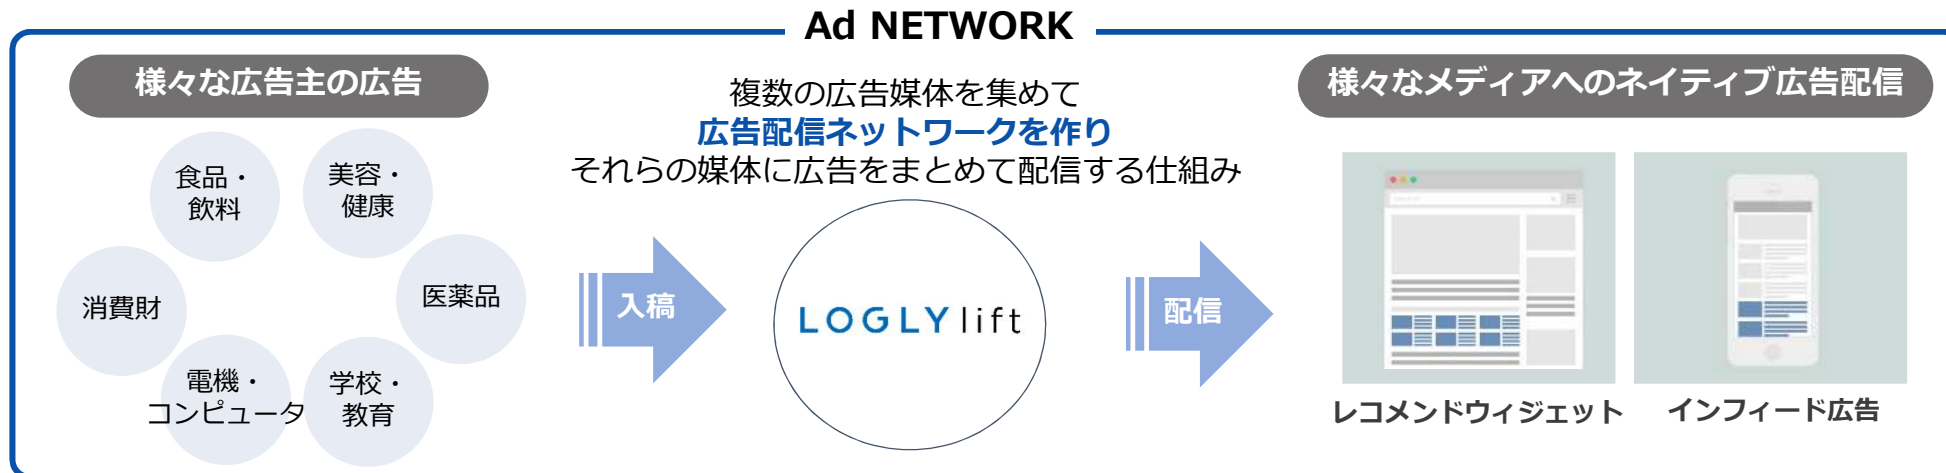 Ad NETWORK
様々な広告主の広告
食品・
飲料
美容・
健康
消費財
医薬品
電機・
コンピュータ
学校・
教育
入稿
複数の広告媒体を集めて
広告配信ネットワークを作り
それらの媒体に広告をまとめて配信する仕組み
LOGLY lift
配信
様々なメディアへのネイティブ広告配信
レコメンドウィジェット
インフィード広告